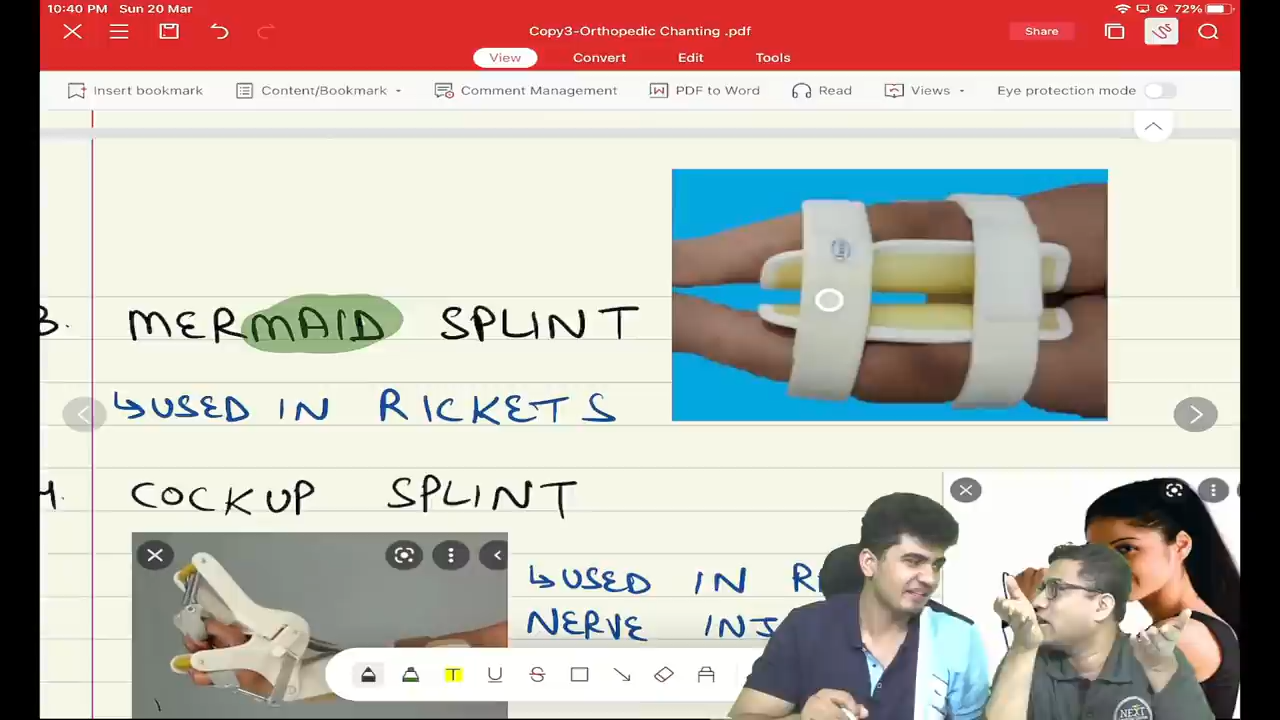 10:40 PM Sun 20 Mar
72%
Copy3-Orthopedic Chanting .pdf
Share
View
Convert
Edit
Tools
Insert bookmark
Content/Bookmark
Comment Management
PDF to Word
Read
Views
Eye protection mode
3. MERMAID SPLINT
↳USED IN RICKETS
4. COCKUP SPLINT
↳USED IN R
NERVE INJ
T
U
S
NEXT